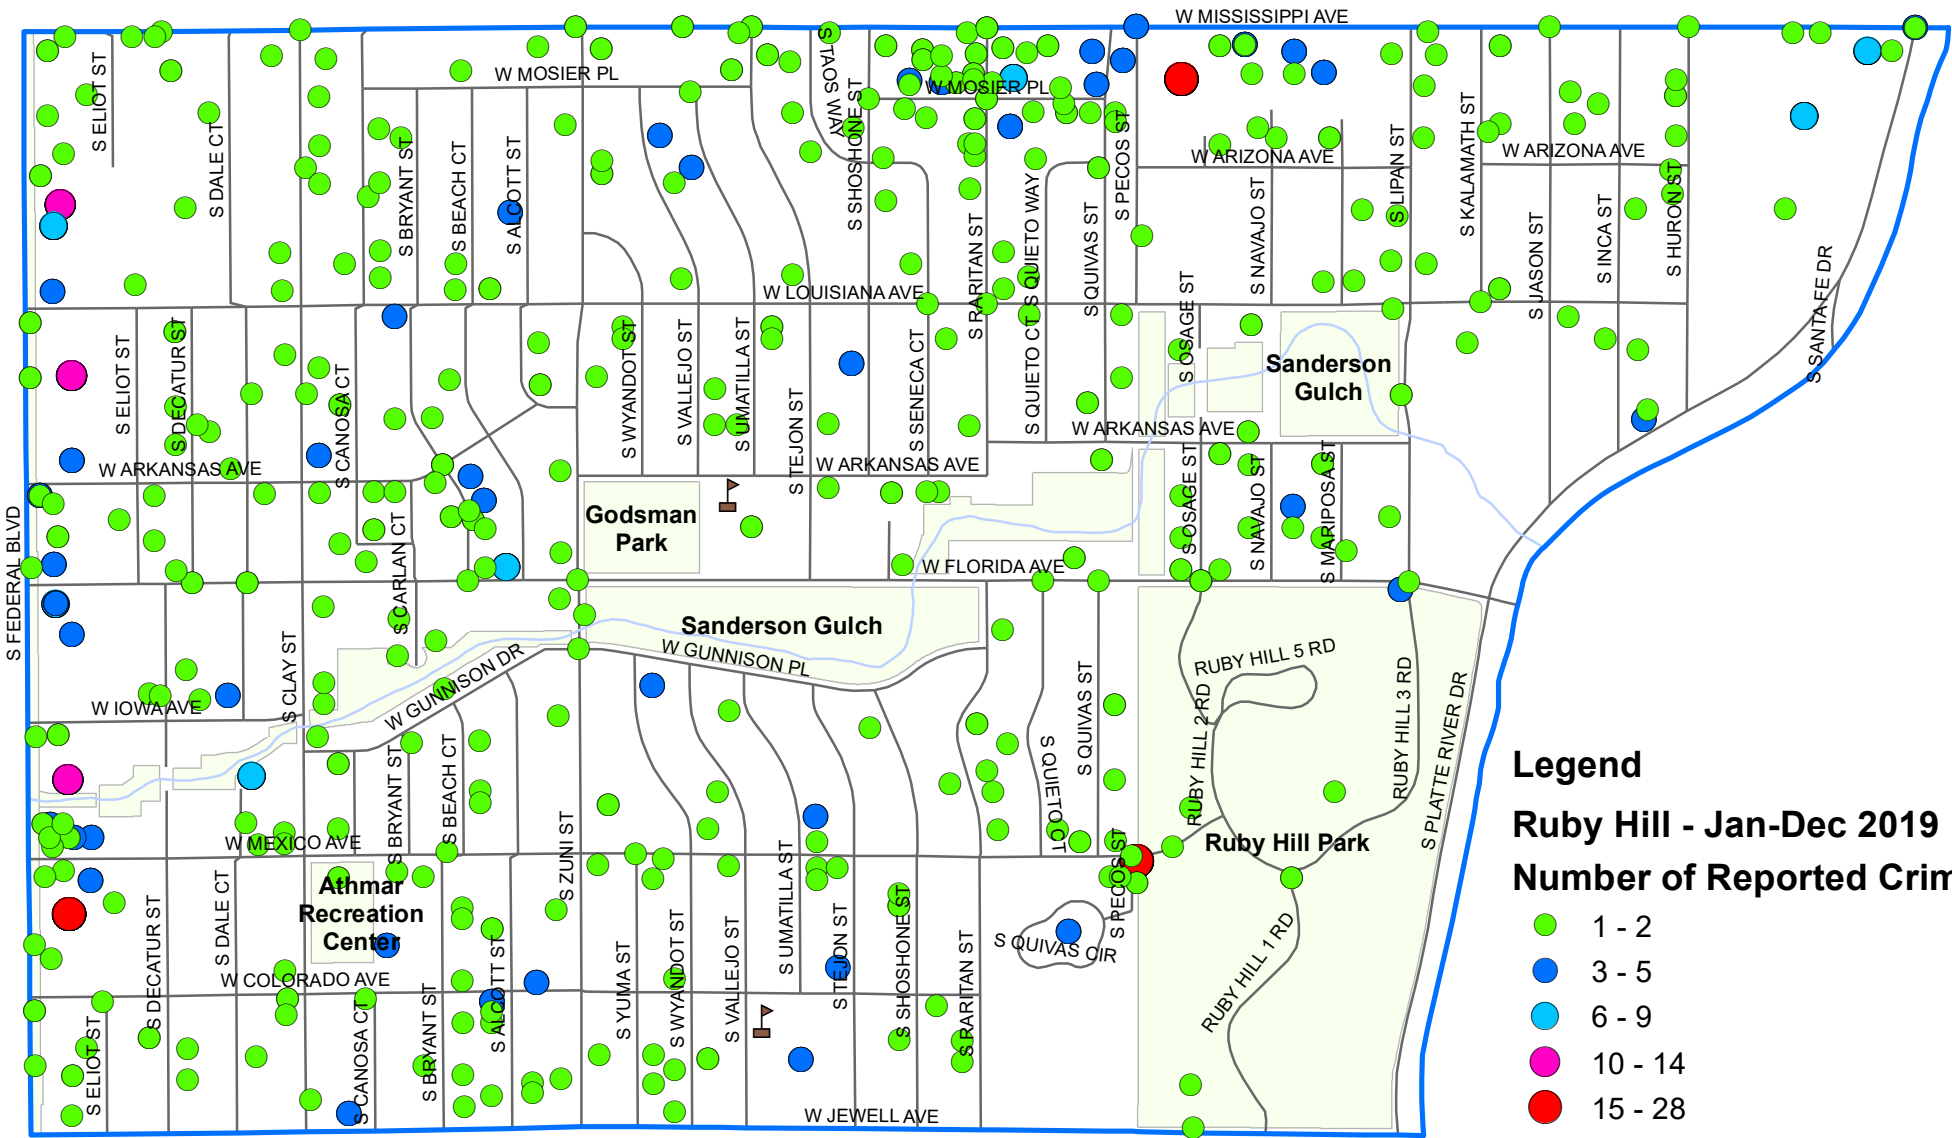 W MISSISSIPPI AVE
S ELIOT ST
S DALE CT
W MOSIER PL
S TAOS WAY
S SHOSHONE ST
W MOSIER PL
S BRYANT ST
S BEACH CT
S ALCOTT ST
S RARITAN ST
S QUIETO WAY
S QUIVAS ST
S PECOS ST
W ARIZONA AVE
S NAVAJO ST
S LIPAN ST
S KALAMATH ST
W ARIZONA AVE
S JASON ST
S INCA ST
S HURON ST
S SANTA FE DR
W LOUISIANA AVE
S ELIOT ST
S DECATUR ST
S CANOSA CT
S WYANDOT ST
S VALLEJO ST
S UMATILLA ST
S TEJON ST
S SENECA CT
S QUIETO CT
S OSAGE ST
Sanderson
Gulch
W ARKANSAS AVE
W ARKANSAS AVE
W ARKANSAS AVE
S FEDERAL BLVD
S CARLAN CT
Godsman
Park
S OSAGE ST
S NAVAJO ST
S MARIPOSA ST
W FLORIDA AVE
Sanderson Gulch
W GUNNISON PL
W GUNNISON DR
S CLAY ST
W IOWA AVE
RUBY HILL 5 RD
RUBY HILL 2 RD
RUBY HILL 3 RD
S PLATTE RIVER DR
S BRYANT ST
S BEACH CT
S ZUNI ST
S QUIETO CT
S QUIVAS ST
W MEXICO AVE
Ruby Hill Park
S PECOS ST
Athmar
Recreation
Center
S DECATUR ST
S DALE CT
S ALCOTT ST
S YUMA ST
S WYANDOT ST
S VALLEJO ST
S UMATILLA ST
S TEJON ST
S SHOSHONE ST
S RARITAN ST
S QUIVAS CIR
RUBY HILL 1 RD
W COLORADO AVE
S ELIOT ST
S CANOSA CT
S BRYANT ST
W JEWELL AVE
Legend
Ruby Hill - Jan-Dec 2019
Number of Reported Crim
1 - 2
3 - 5
6 - 9
10 - 14
15 - 28